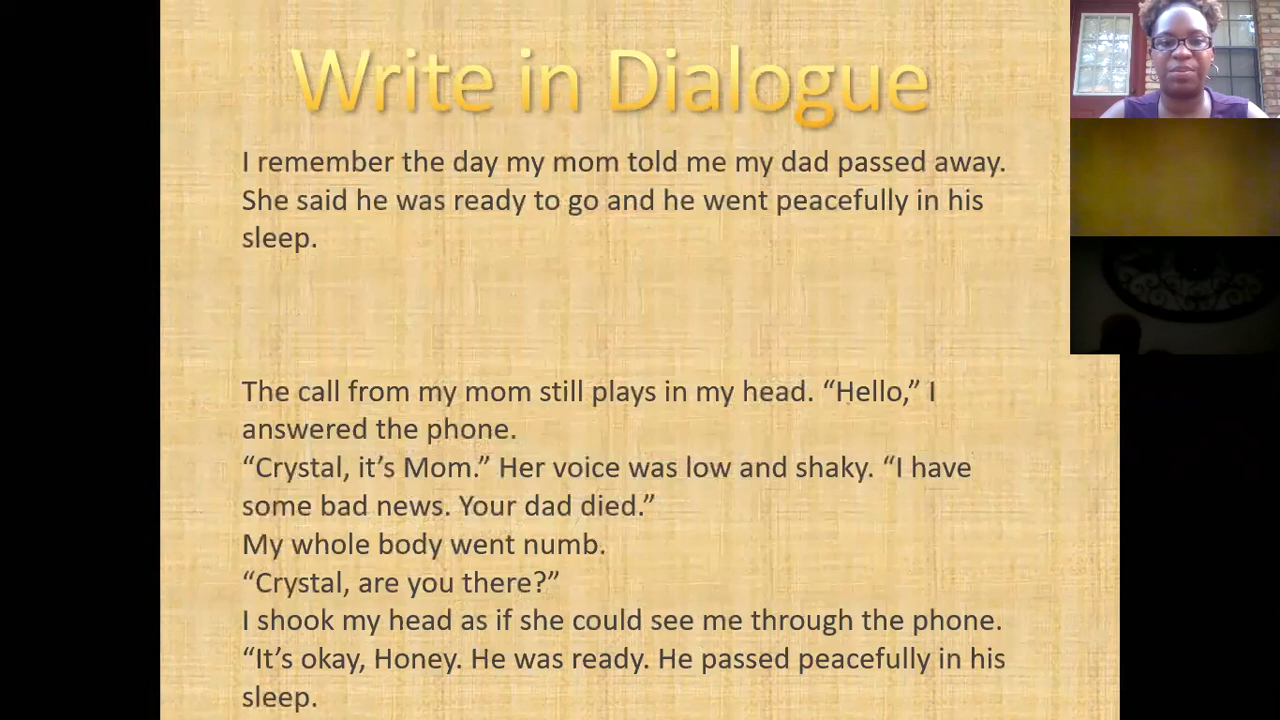 Write in Dialogue
I remember the day my mom told me my dad passed away.
She said he was ready to go and he went peacefully in his
sleep.
The call from my mom still plays in my head. “Hello,” I
answered the phone.
“Crystal, it’s Mom.” Her voice was low and shaky. “I have
some bad news. Your dad died.”
My whole body went numb.
“Crystal, are you there?”
I shook my head as if she could see me through the phone.
“It’s okay, Honey. He was ready. He passed peacefully in his
sleep.